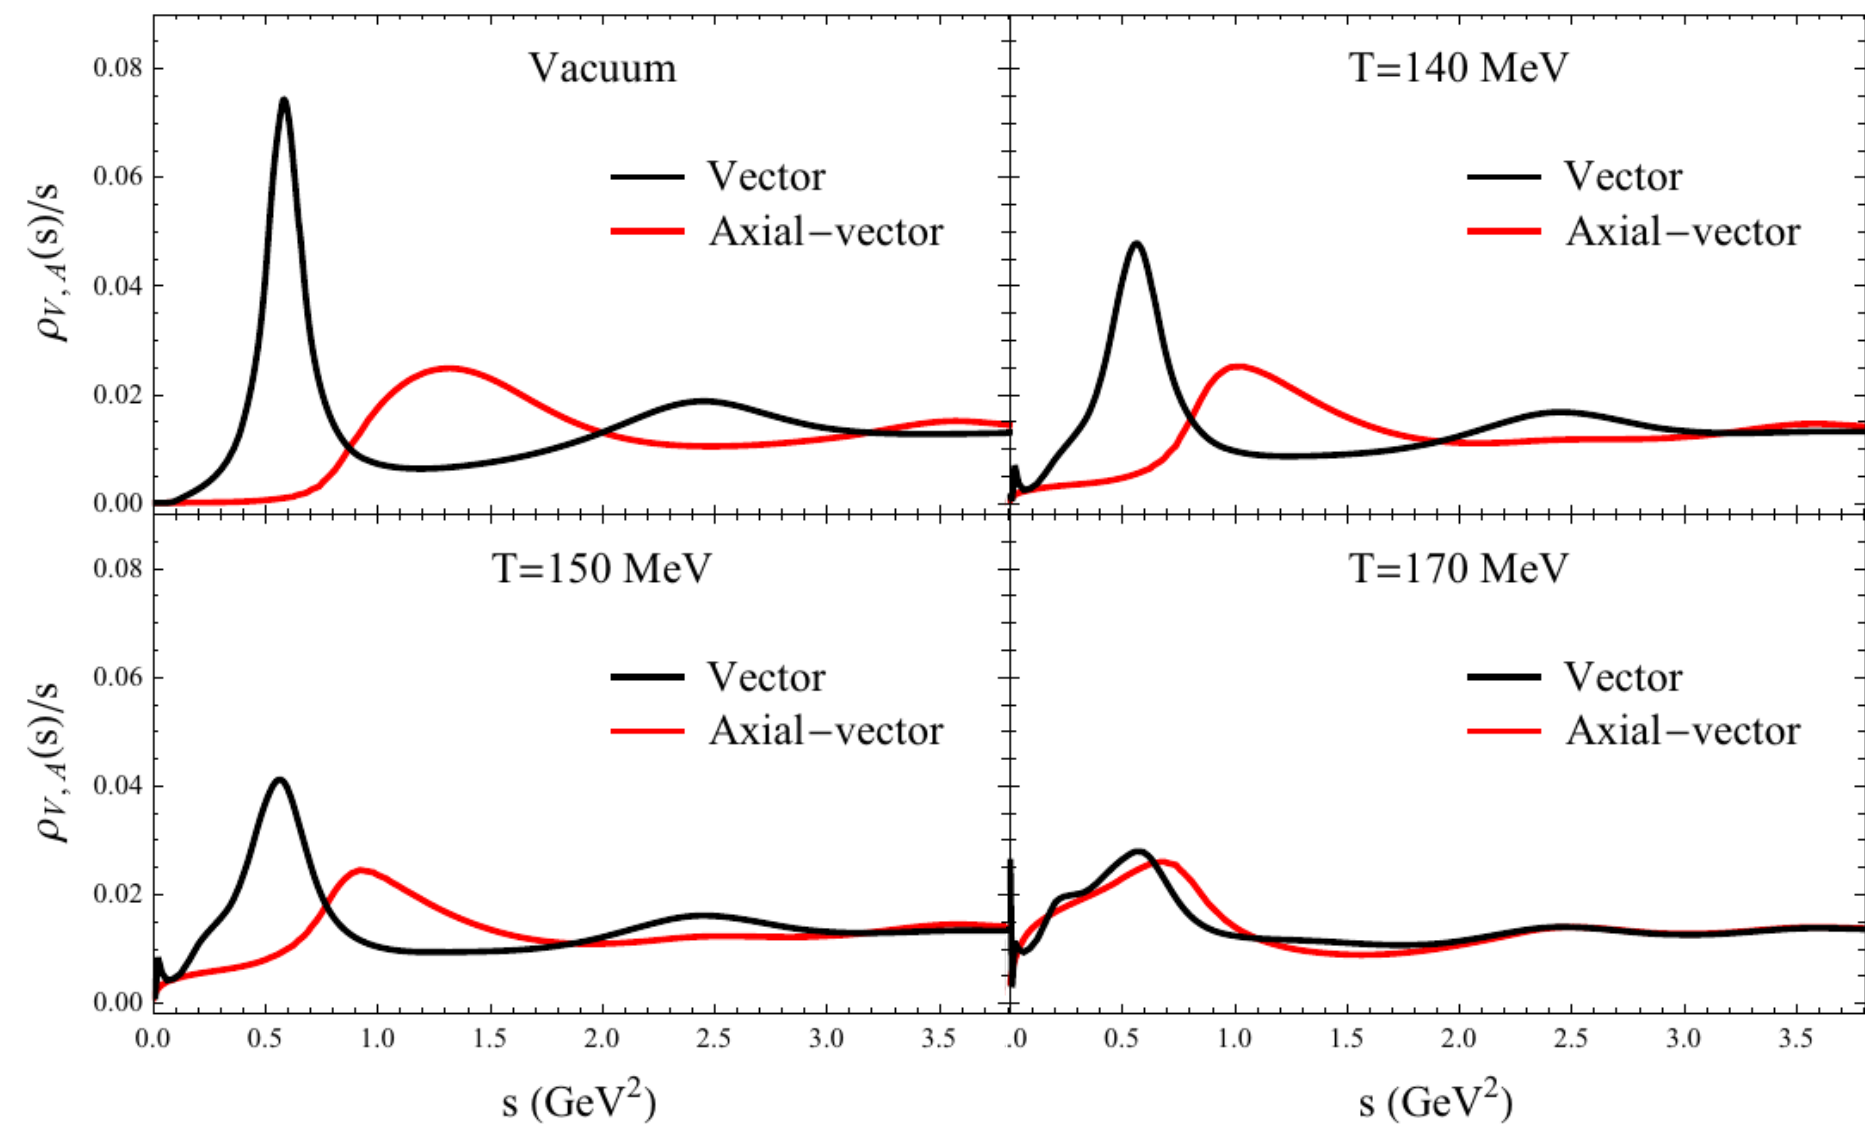 Vacuum
T=140 MeV
0.08
0.06
0.04
0.02
0.00
ρV,A(s)/s
Vector
Axial−vector
Vector
Axial−vector
T=150 MeV
T=170 MeV
0.08
0.06
0.04
0.02
0.00
ρV,A(s)/s
Vector
Axial−vector
Vector
Axial−vector
0.0 0.5 1.0 1.5 2.0 2.5 3.0 3.5 .0 0.5 1.0 1.5 2.0 2.5 3.0 3.5
s (GeV²) s (GeV²)